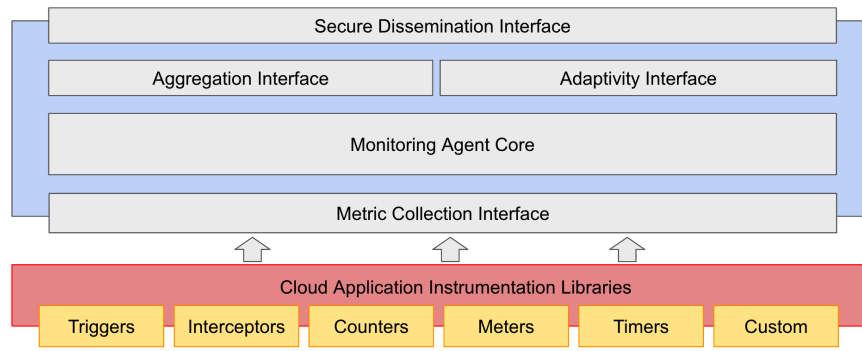 Secure Dissemination Interface
Aggregation Interface
Adaptivity Interface
Monitoring Agent Core
Metric Collection Interface
Cloud Application Instrumentation Libraries
Triggers
Interceptors
Counters
Meters
Timers
Custom